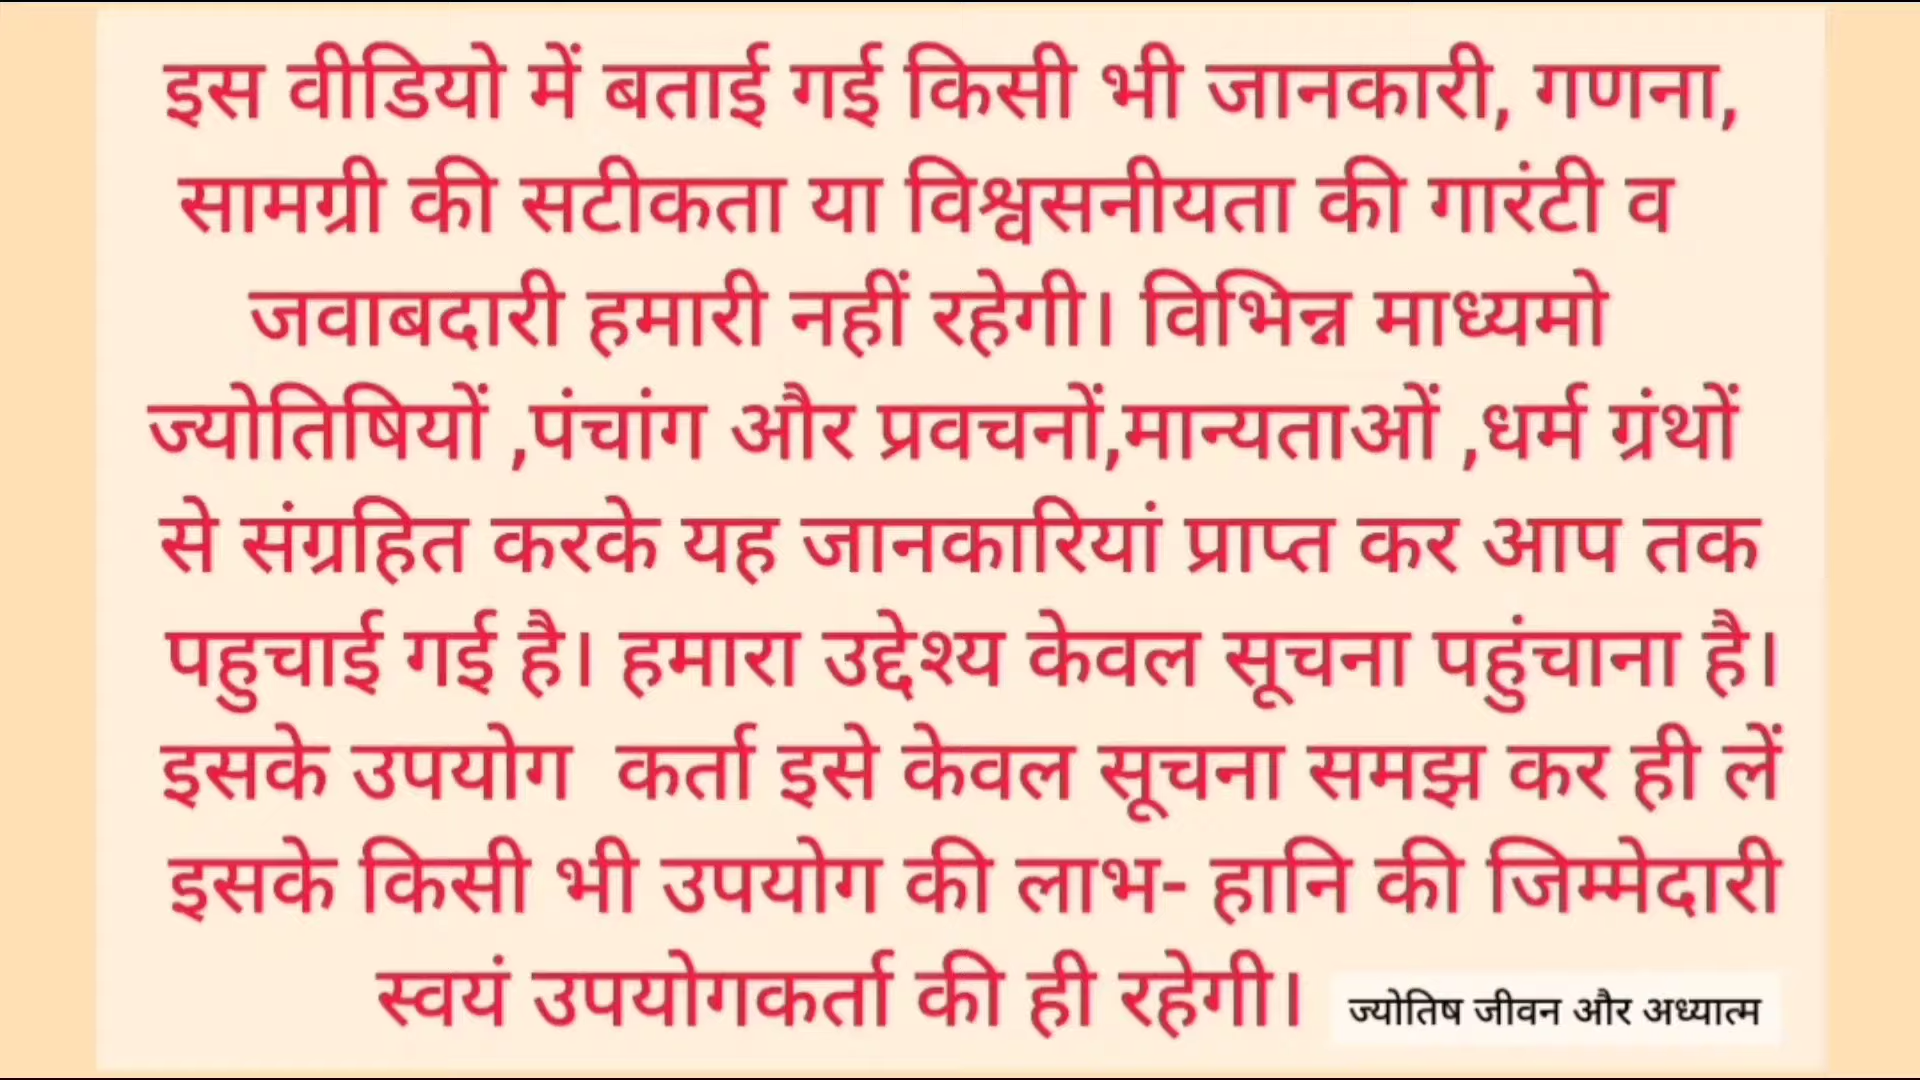 इस वीडियो में बताई गई किसी भी जानकारी, गणना,
सामग्री की सटीकता या विश्वसनीयता की गारंटी व
जवाबदारी हमारी नहीं रहेगी। विभिन्न माध्यमो
ज्योतिषियों ,पंचांग और प्रवचनों,मान्यताओं ,धर्म ग्रंथों
से संग्रहित करके यह जानकारियां प्राप्त कर आप तक
पहुचाई गई है। हमारा उद्देश्य केवल सूचना पहुंचाना है।
इसके उपयोग  कर्ता इसे केवल सूचना समझ कर ही लें
इसके किसी भी उपयोग की लाभ- हानि की जिम्मेदारी
स्वयं उपयोगकर्ता की ही रहेगी।
ज्योतिष जीवन और अध्यात्म